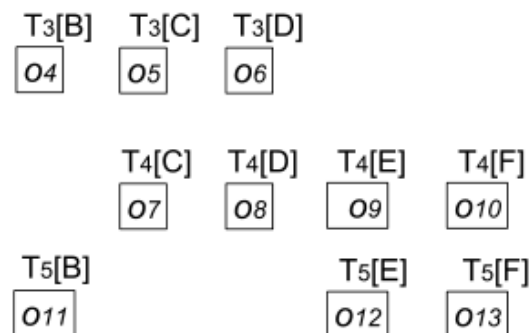 T3[B] T3[C] T3[D]
O4 O5 O6
T4[C] T4[D] T4[E] T4[F]
O7 O8 O9 O10
T5[B] T5[E] T5[F]
O11 O12 O13